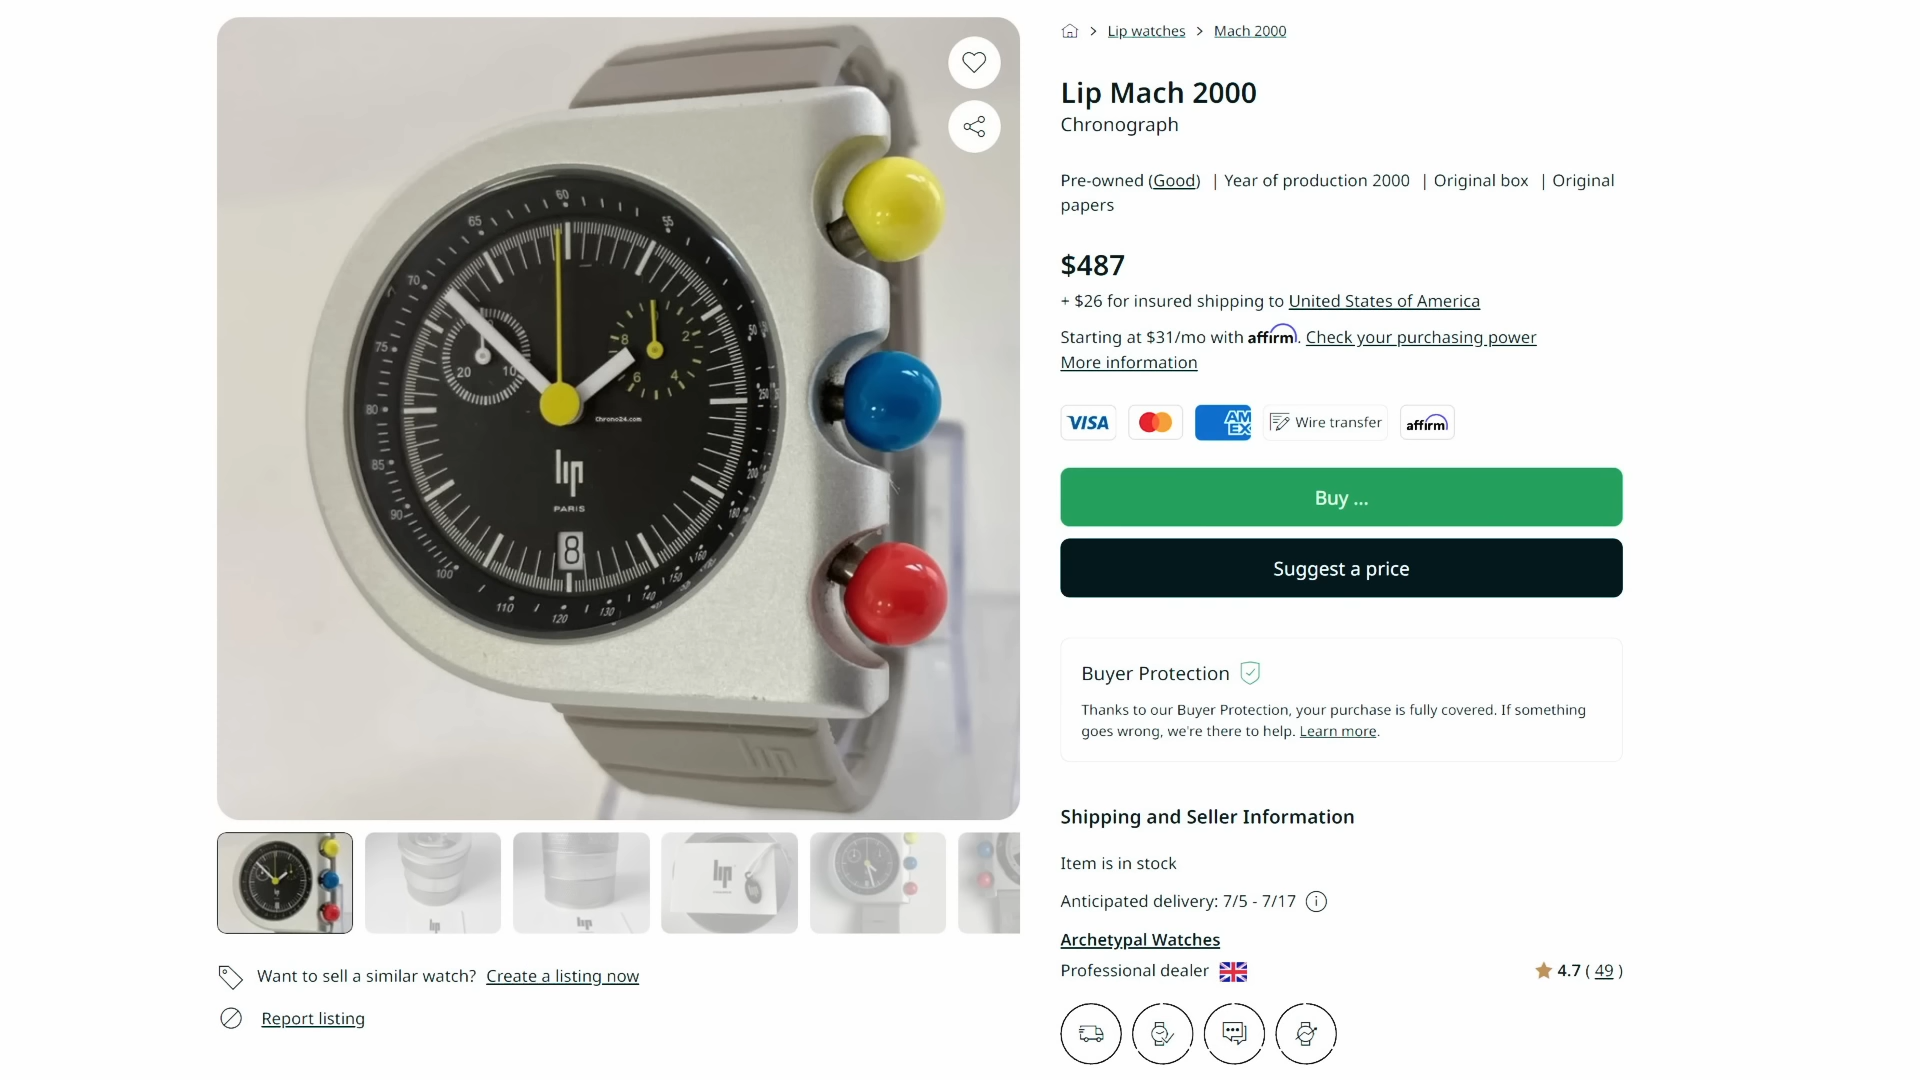 Lip watches
Mach 2000
Lip Mach 2000
Chronograph
Pre-owned (Good) | Year of production 2000 | Original box | Original
papers
$487
+ $26 for insured shipping to United States of America
Starting at $31/mo with affirm. Check your purchasing power
More information
VISA
AM
EX
Wire transfer
affirm
Buy ...
Suggest a price
Buyer Protection
Thanks to our Buyer Protection, your purchase is fully covered. If something
goes wrong, we're there to help. Learn more.
Shipping and Seller Information
Item is in stock
Anticipated delivery: 7/5 - 7/17
Archetypal Watches
Professional dealer
4.7 ( 49 )
60
55
65
70
50
75
80
85
90
100
110
120
130
140
150
160
180
200
250
20
10
8
2
6
4
Chrono24.com
lip
PARIS
8
lip
lip
lip
lip
Want to sell a similar watch? Create a listing now
Report listing